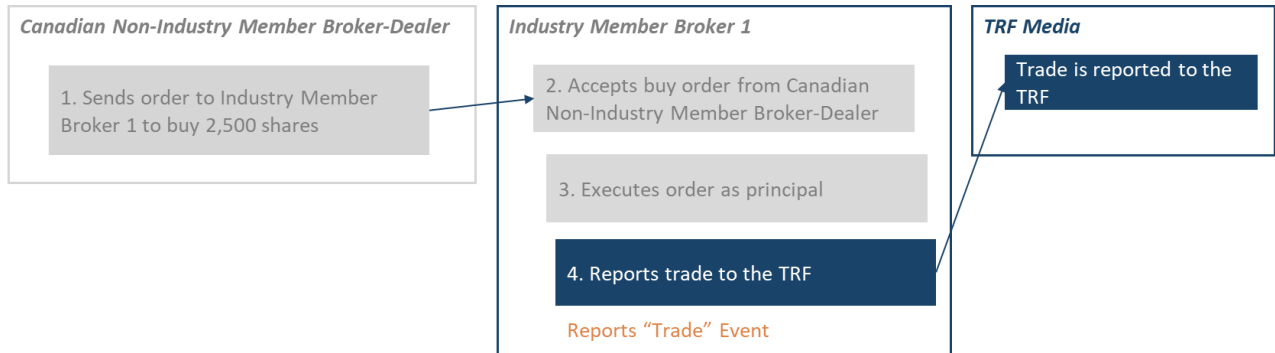 Canadian Non-Industry Member Broker-Dealer
1. Sends order to Industry Member
Broker 1 to buy 2,500 shares
Industry Member Broker 1
2. Accepts buy order from Canadian
Non-Industry Member Broker-Dealer
3. Executes order as principal
4. Reports trade to the TRF
Reports “Trade” Event
TRF Media
Trade is reported to the
TRF